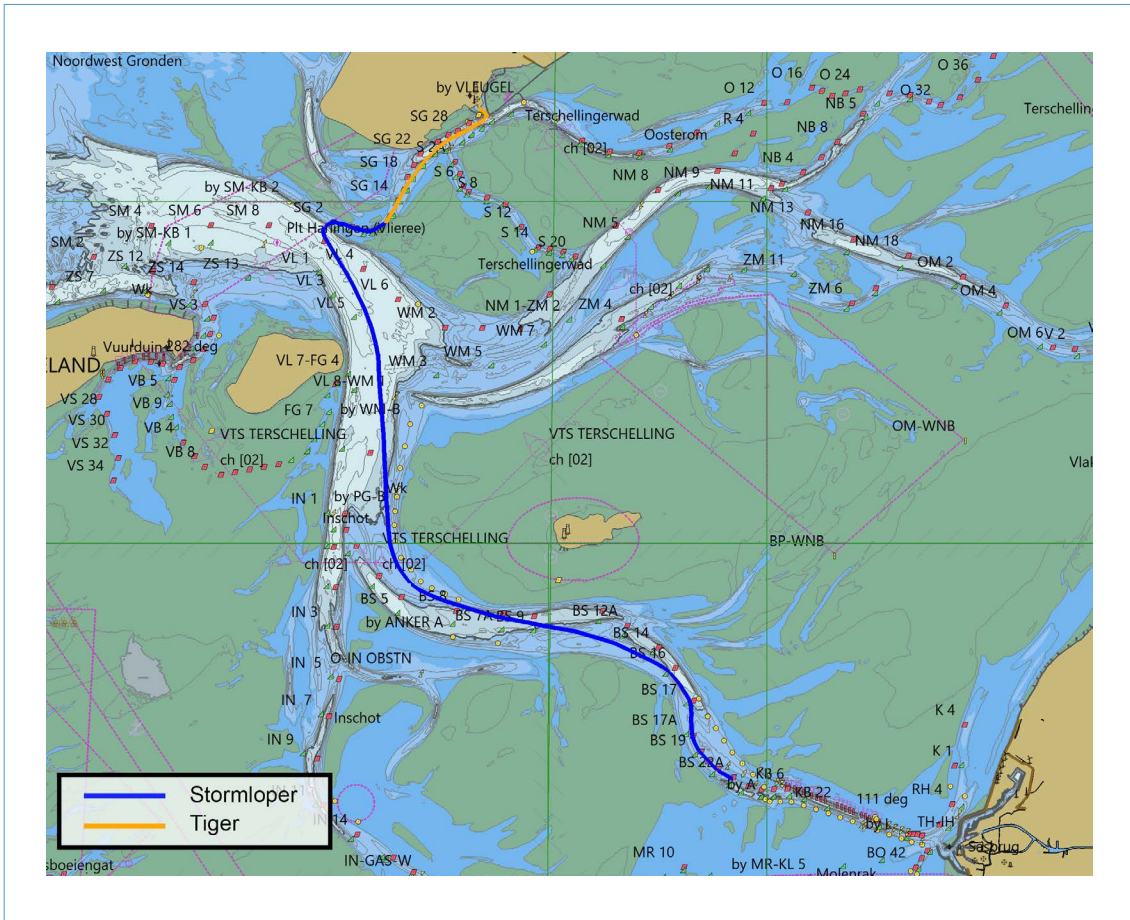 Noordwest Gronden
O 36
O 16
O 24
by VLEUGEL
O 12
O 32
NB 5
SG 28
Terschellingerwad
R 4
Terschelling
NB 8
SG 22
Oosterom
ch [02]
SG 18
S 6
NB 4
SG 14
S 8
NM 8
NM 9
by SM-KB 2
NM 11
SM 4
SM 6
SM 8
SG 2
S 12
NM 13
by SM-KB 1
Plt Harlingen (Vlieree)
S 14
NM 5
NM 16
SM 2
S 20
NM 18
ZS 12
VL 1
VL 4
ZS 14
ZS 13
Terschellingerwad
ZM 11
OM 2
ZS 7
VL 3
VL 6
ch [02]
Wk
VL 5
ZM 6
OM 4
VS 3
WM 2
NM 1-ZM 2
ZM 4
WM 7
OM 6
V 2
Vuurduin
282 deg
WM 5
ELAND
VL 7-FG 4
WM 3
VB 5
VL 8-WM 1
VS 28
VB 9
FG 7
by WM-B
VS 30
VB 4
VTS TERSCHELLING
VTS TERSCHELLING
OM-WNB
VS 32
VB 8
ch [02]
ch [02]
Vlak
VS 34
IN 1
by PG-B
Wk
Inschot
VTS TERSCHELLING
BP-WNB
ch [02]
ch [02]
IN 3
BS 5
BS 8
BS 7A
BS 9
BS 12A
by ANKER A
BS 14
IN 5
O-IN OBSTN
BS 16
IN 7
BS 17
Inschot
BS 17A
K 4
IN 9
BS 19
K 1
BS 22A
KB 6
by A
KB 22
111 deg
RH 4
Stormloper
Tiger
IN 14
by L
TH-IH
Sasbrug
sboeiengat
IN-GAS-W
MR 10
by MR-KL 5
Molenrak
BO 42